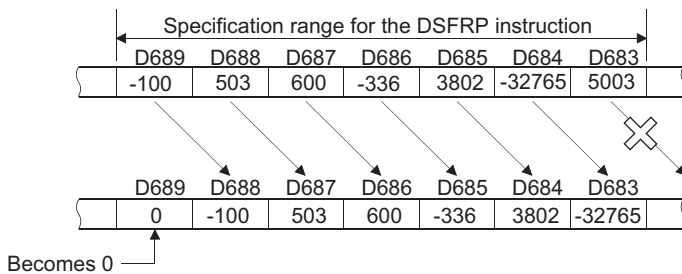 Specification range for the DSFRP instruction
D689 D688 D687 D686 D685 D684 D683
-100 503 600 -336 3802 -32765 5003
D689 D688 D687 D686 D685 D684 D683
0 -100 503 600 -336 3802 -32765
Becomes 0